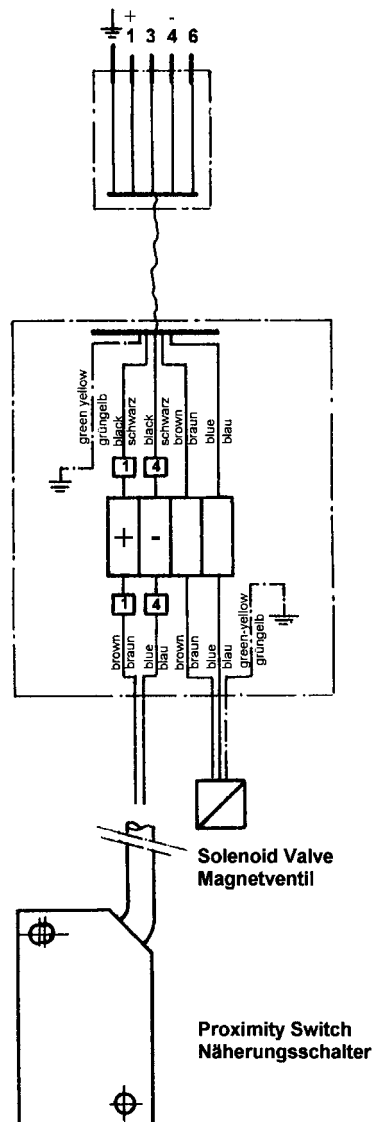 + -
1 3 4 6
green yellow
grüngelb
black
schwarz
black
schwarz
brown
braun
blue
blau
1 4
+ -
1 4
brown
braun
blue
blau
brown
braun
blue
blau
green-yellow
grüngelb
Solenoid Valve
Magnetventil
Proximity Switch
Näherungsschalter